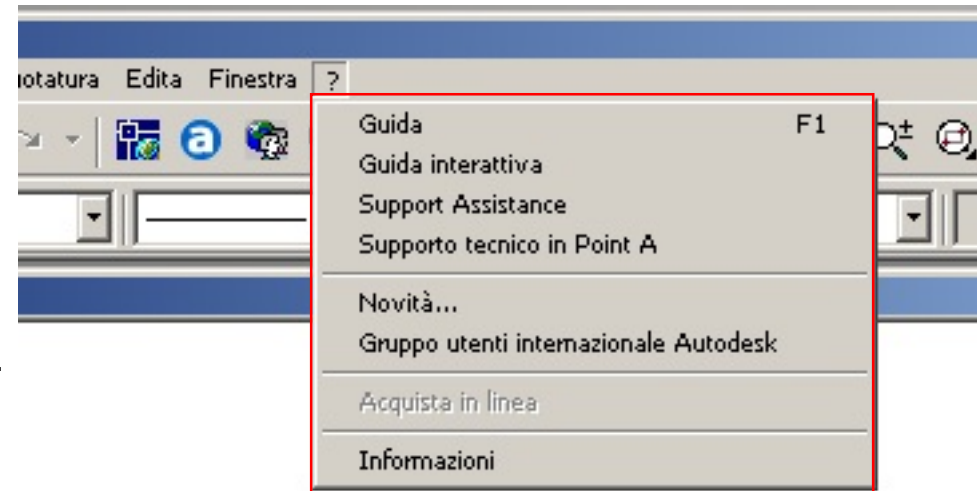 Edita Finestra ?
Guida F1
Guida interattiva
Support Assistance
Supporto tecnico in Point A
Novità...
Gruppo utenti internazionale Autodesk
Acquista in linea
Informazioni